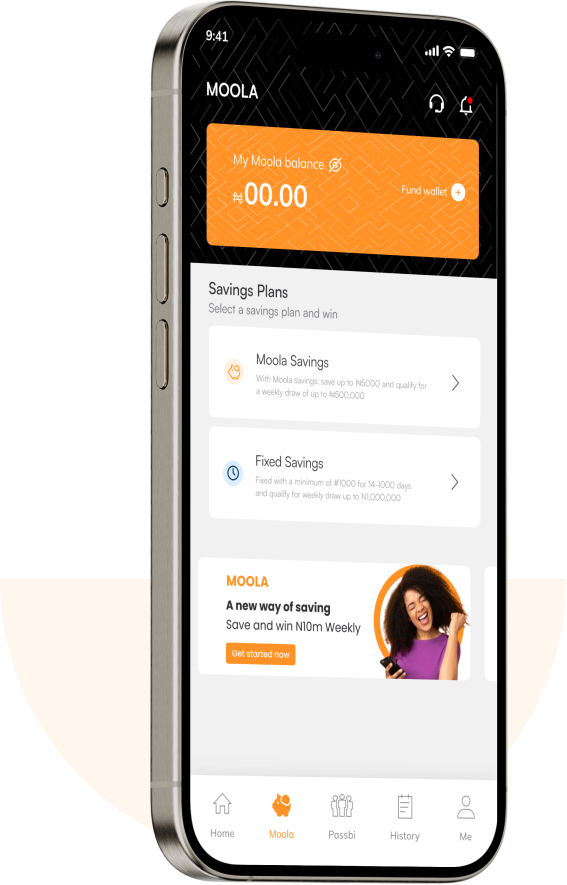 9:41
MOOLA
My Moola balance
₦00.00
Fund wallet
Savings Plans
Select a savings plan and win
Moola Savings
With Moola savings, save up to ₦5000 and qualify for
a weekly draw of up to ₦500,000
Fixed Savings
Fixed with a minimum of #1000 for 14-1000 days
and qualify for weekly draw up to N1,000,000
MOOLA
A new way of saving
Save and win N10m Weekly
Get started now
Home
Moola
Passbi
History
Me